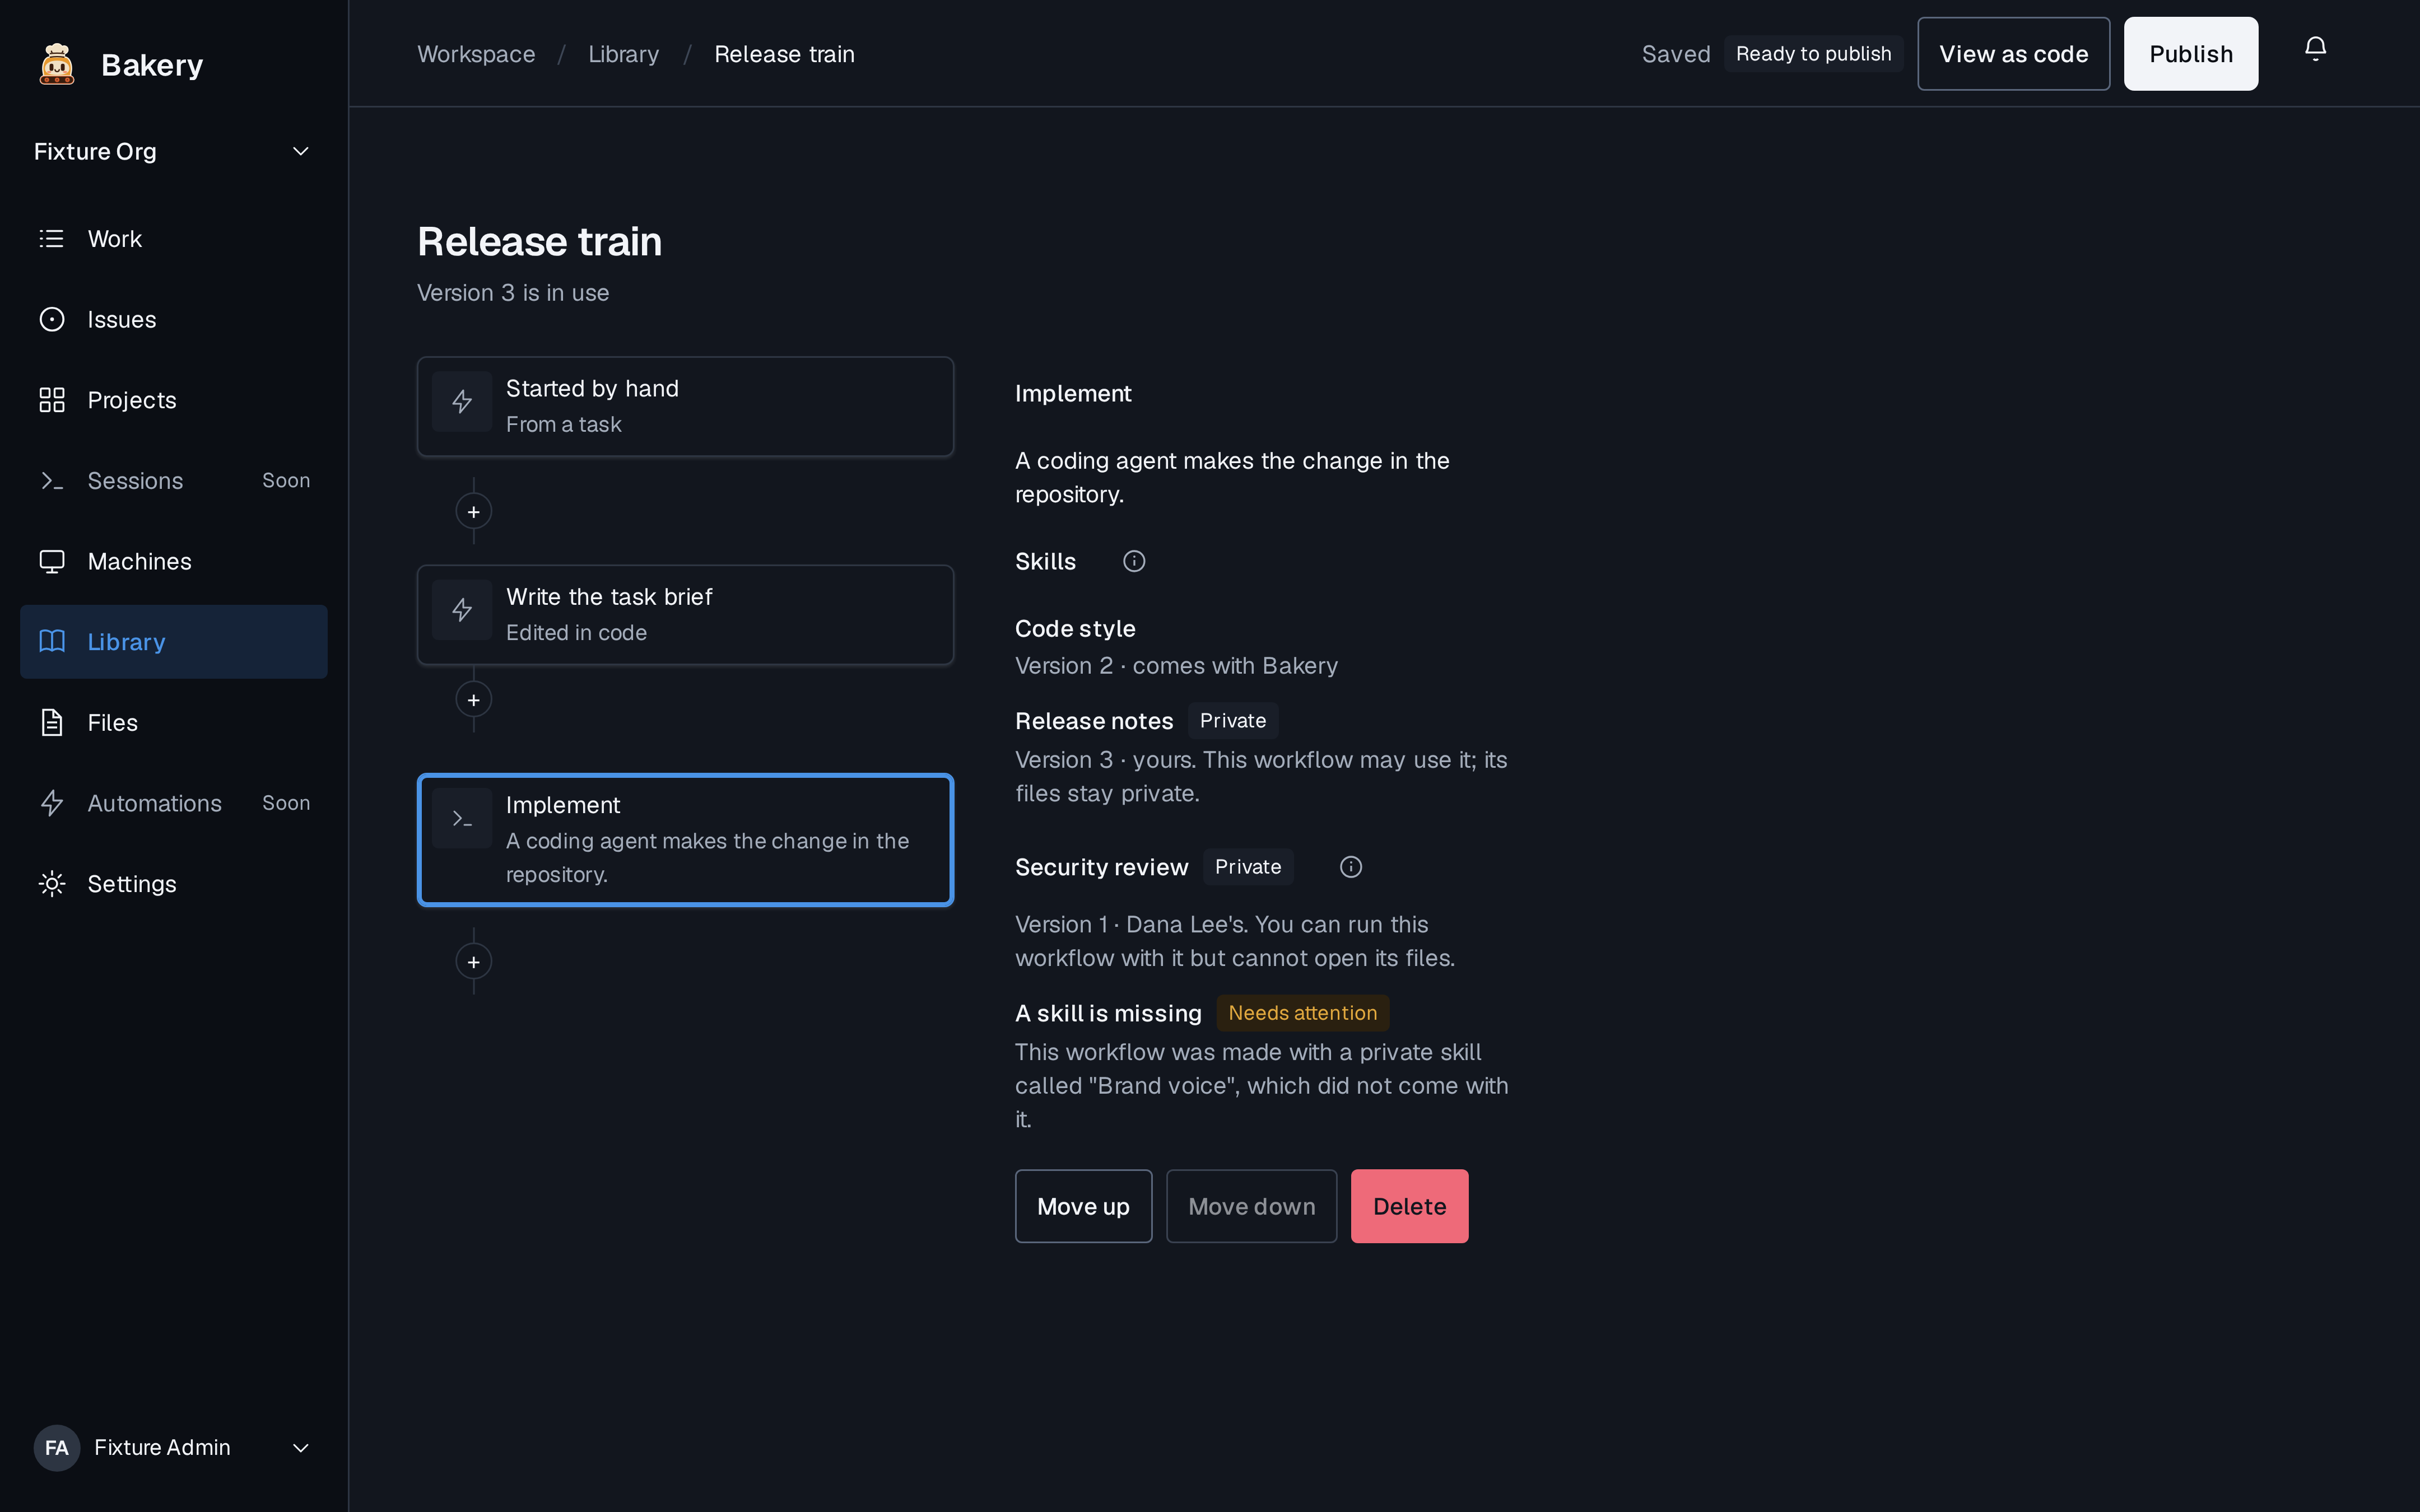 Bakery
Fixture Org
Work
Issues
Projects
Sessions Soon
Machines
Library
Files
Automations Soon
Settings
FA Fixture Admin
Workspace / Library / Release train
Saved Ready to publish View as code Publish
Release train
Version 3 is in use
Started by hand
From a task
+
Write the task brief
Edited in code
+
Implement
A coding agent makes the change in the
repository.
+
Implement
A coding agent makes the change in the
repository.
Skills
Code style
Version 2 · comes with Bakery
Release notes Private
Version 3 · yours. This workflow may use it; its
files stay private.
Security review Private
Version 1 · Dana Lee's. You can run this
workflow with it but cannot open its files.
A skill is missing Needs attention
This workflow was made with a private skill
called "Brand voice", which did not come with
it.
Move up Move down Delete